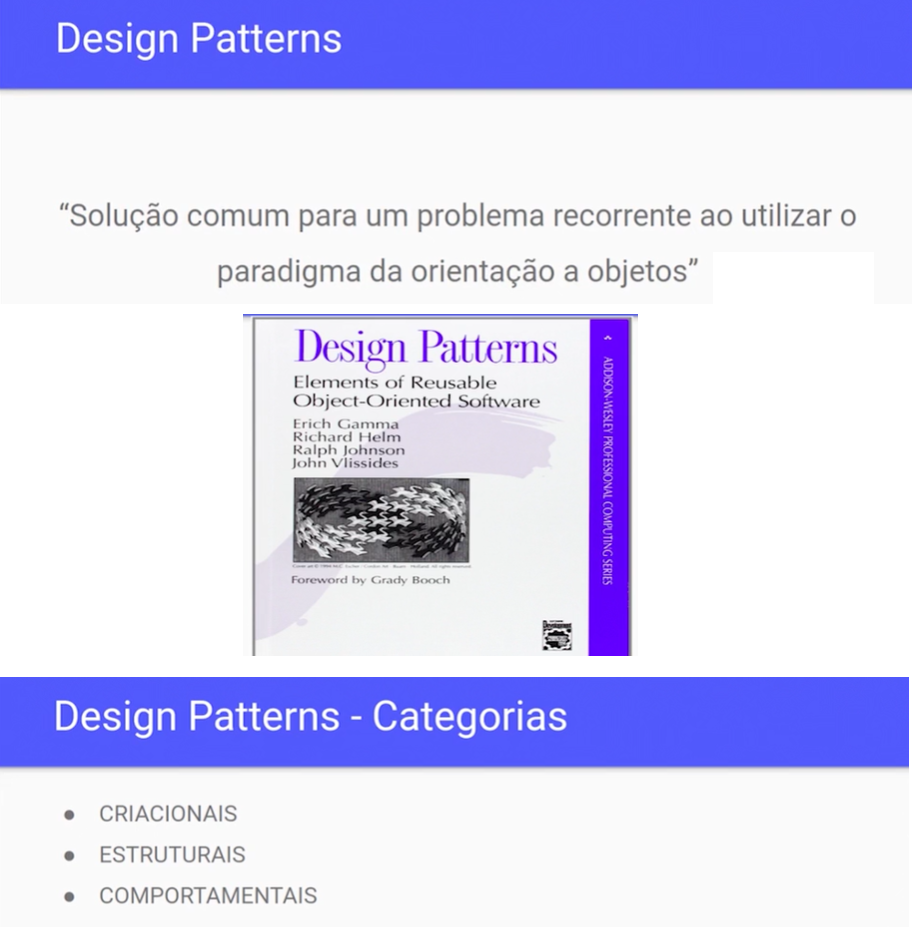 Design Patterns
“Solução comum para um problema recorrente ao utilizar o
paradigma da orientação a objetos”
Design Patterns
Elements of Reusable
Object-Oriented Software
Erich Gamma
Richard Helm
Ralph Johnson
John Vlissides
Foreword by Grady Booch
ADDISON-WESLEY PROFESSIONAL COMPUTING SERIES
Design Patterns - Categorias
● CRIACIONAIS
● ESTRUTURAIS
● COMPORTAMENTAIS